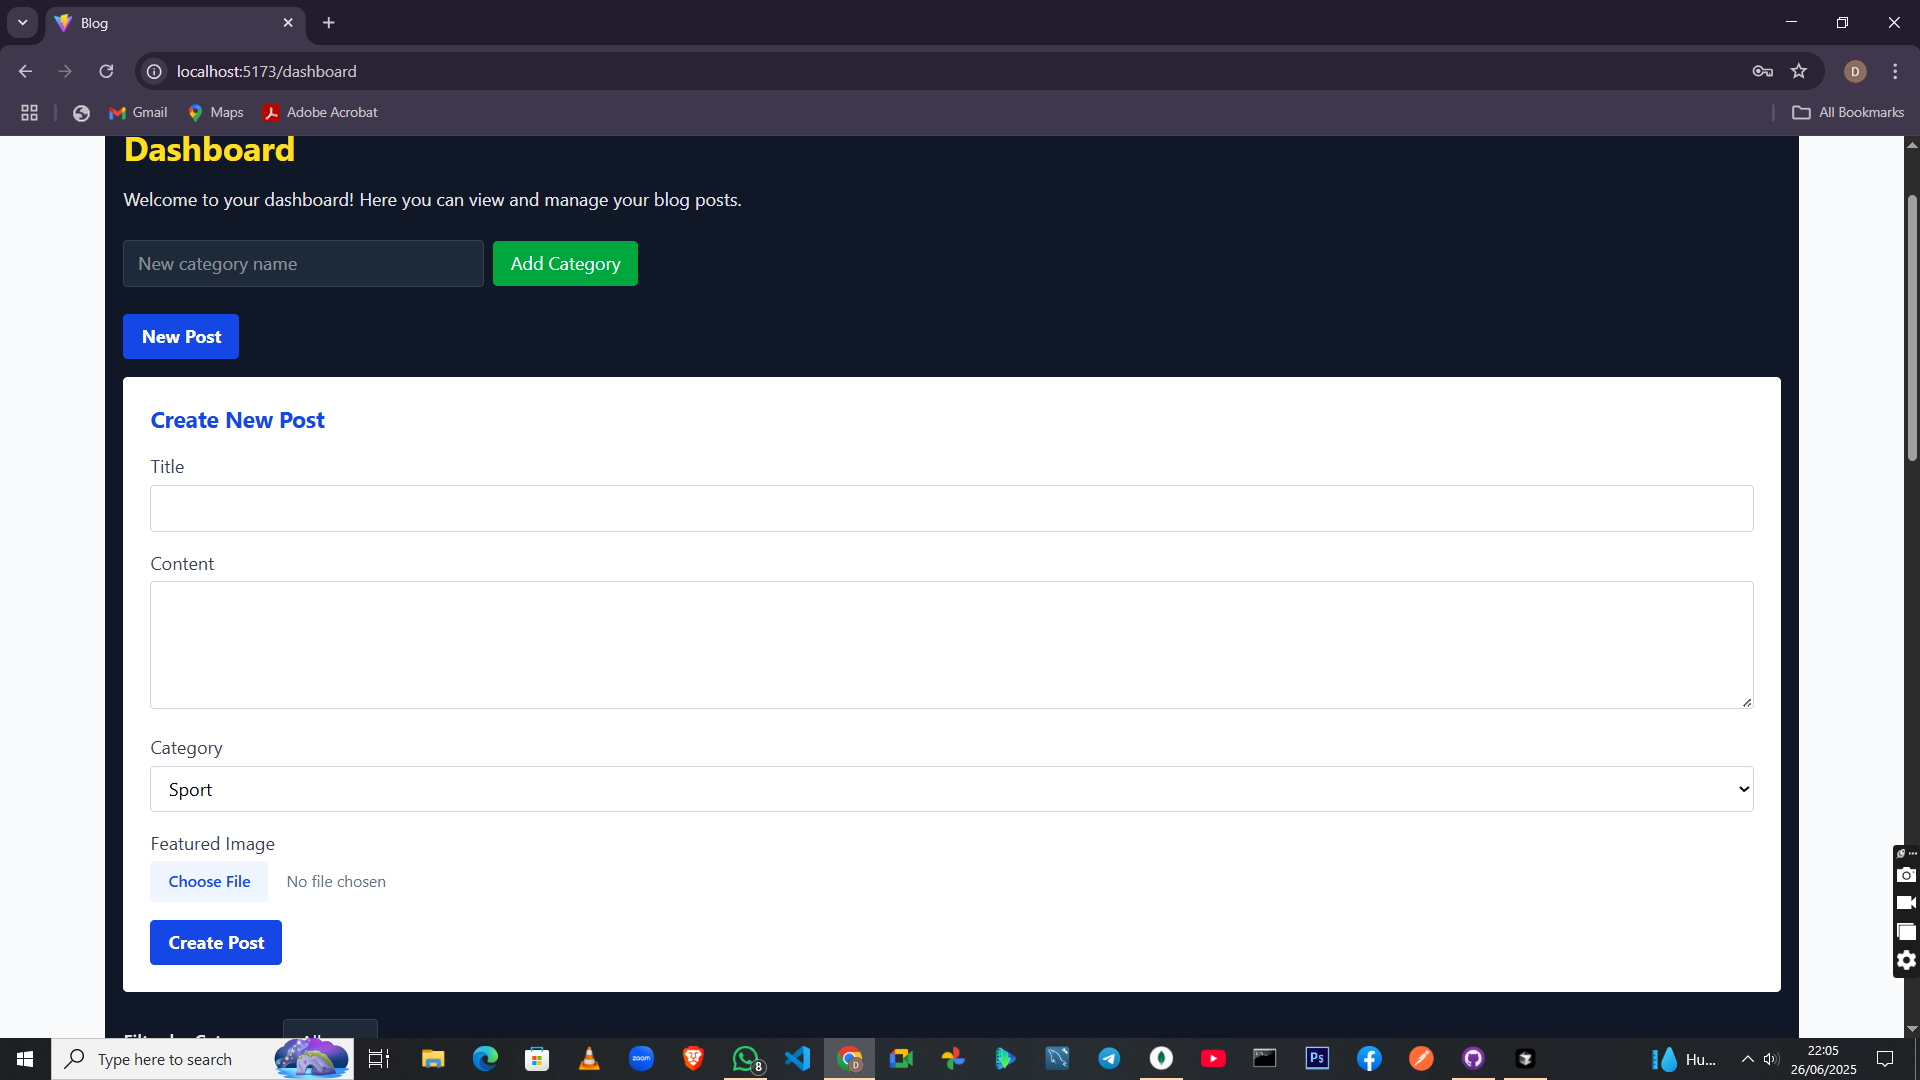 Blog
localhost:5173/dashboard
D
Gmail
Maps
Adobe Acrobat
All Bookmarks
Dashboard
Welcome to your dashboard! Here you can view and manage your blog posts.
New category name
Add Category
New Post
Create New Post
Title
Content
Category
Sport
Featured Image
Choose File
No file chosen
Create Post
Type here to search
zoom
8
D
Ps
Hu...
22:05
26/06/2025